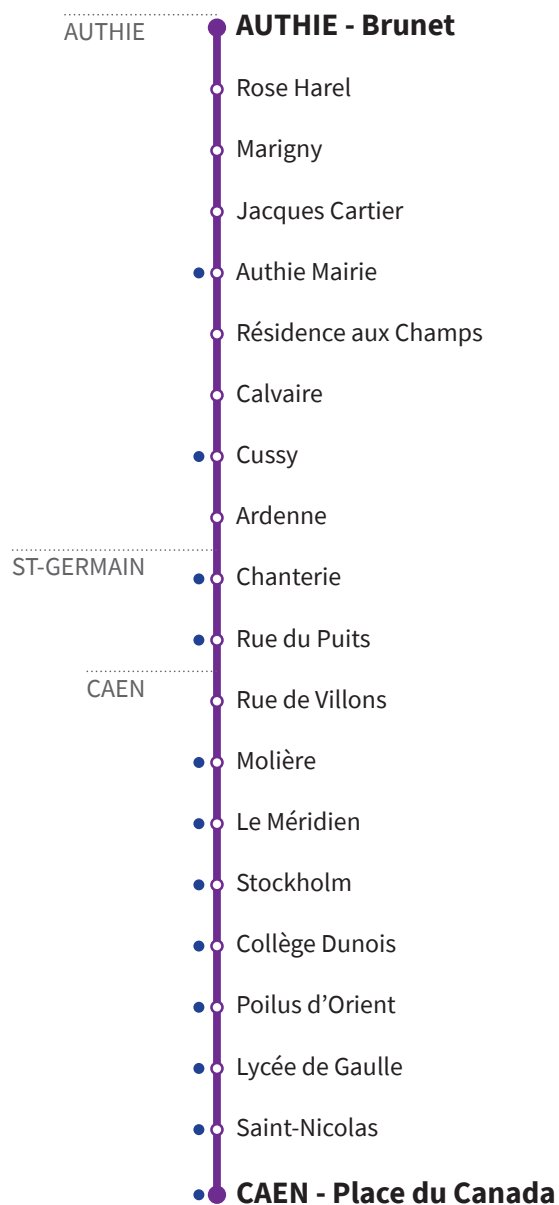 AUTHIE
AUTHIE - Brunet
Rose Harel
Marigny
Jacques Cartier
Authie Mairie
Résidence aux Champs
Calvaire
Cussy
Ardenne
ST-GERMAIN
Chanterie
Rue du Puits
CAEN
Rue de Villons
Molière
Le Méridien
Stockholm
Collège Dunois
Poilus d’Orient
Lycée de Gaulle
Saint-Nicolas
CAEN - Place du Canada